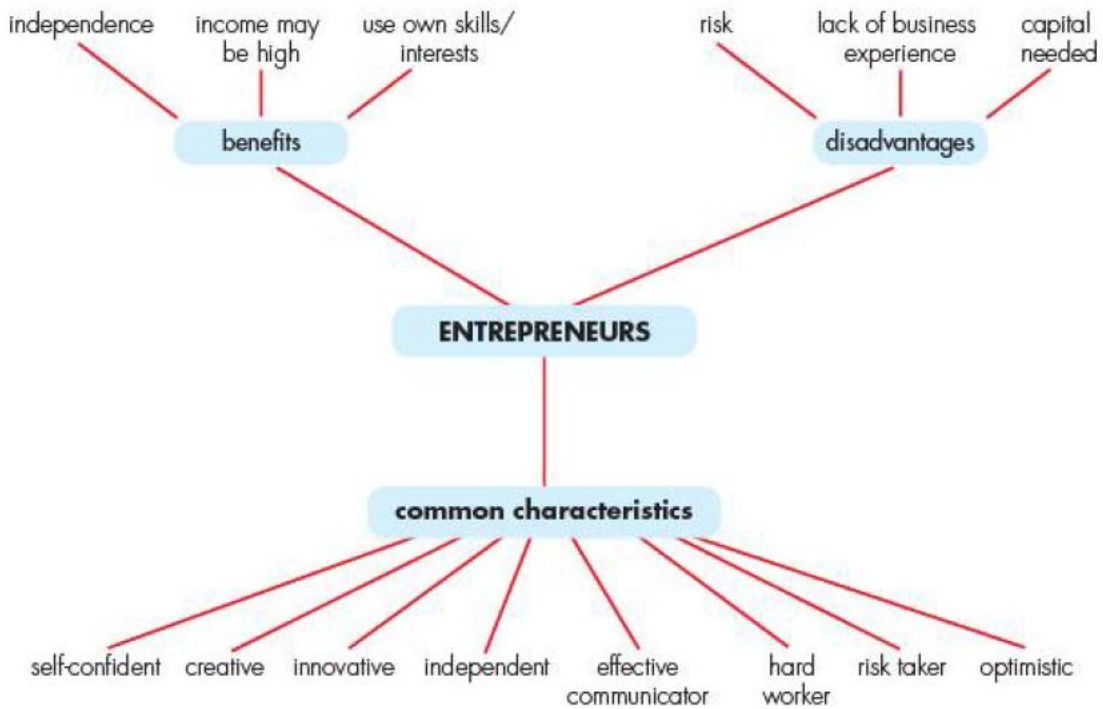 independence
income may
be high
use own skills/
interests
risk
lack of business
experience
capital
needed
benefits
disadvantages
ENTREPRENEURS
common characteristics
self-confident
creative
innovative
independent
effective
communicator
hard
worker
risk taker
optimistic